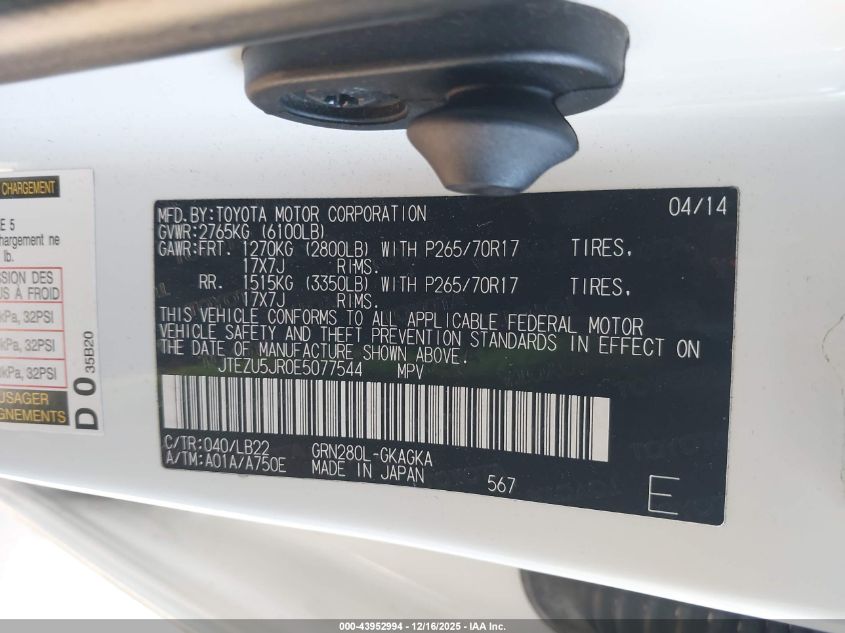 CHARGEMENT
E 5
chargement ne
lb.
SSION DES
US À FROID
kPa, 32PSI
kPa, 32PSI
kPa, 32PSI
USAGER
GNEMENTS
D 0 35B20
MFD.BY:TOYOTA MOTOR CORPORATION 04/14
GVWR:2765KG (6100LB)
GAWR:FRT. 1270KG (2800LB) WITH P265/70R17 TIRES,
17X7J RIMS.
RR. 1515KG (3350LB) WITH P265/70R17 TIRES,
17X7J RIMS.
THIS VEHICLE CONFORMS TO ALL APPLICABLE FEDERAL MOTOR
VEHICLE SAFETY AND THEFT PREVENTION STANDARDS IN EFFECT ON
THE DATE OF MANUFACTURE SHOWN ABOVE.
JTEZU5JR0E5077544 MPV
C/TR:040/LB22 GRN280L-GKAGKA
A/TM:A01A/A750E MADE IN JAPAN 567
E
000-43952994 - 12/16/2025 - IAA Inc.